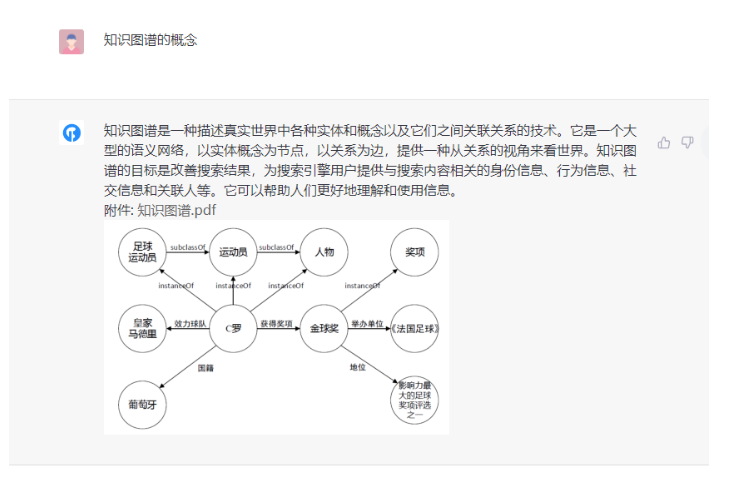 知识图谱的概念
知识图谱是一种描述真实世界中各种实体和概念以及它们之间关联关系的技术。它是一个大
型的语义网络，以实体概念为节点，以关系为边，提供一种从关系的视角来看世界。知识图
谱的目标是改善搜索结果，为搜索引擎用户提供与搜索内容相关的身份信息、行为信息、社
交信息和关联人等。它可以帮助人们更好地理解和使用信息。
附件: 知识图谱.pdf
足球
运动员
subclassOf
运动员
subclassOf
人物
奖项
instanceOf
instanceOf
instanceOf
instanceOf
皇家
马德里
效力球队
C罗
获得奖项
金球奖
举办单位
《法国足球》
国籍
地位
葡萄牙
影响力最
大的足球
奖项评选
之一